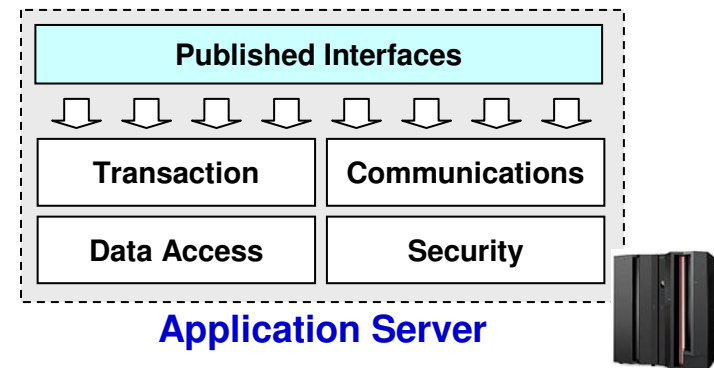 Published Interfaces
Transaction
Communications
Data Access
Security
Application Server